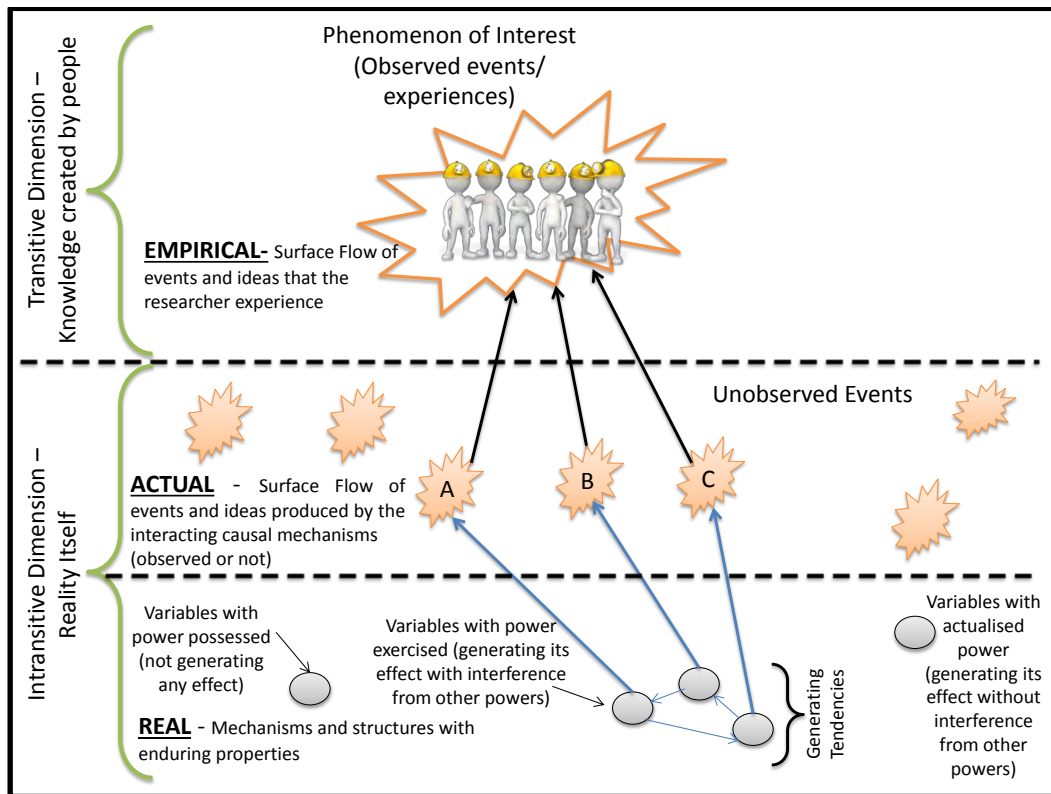 Transitive Dimension –
Knowledge created by people
Phenomenon of Interest
(Observed events/
experiences)
EMPIRICAL- Surface Flow of
events and ideas that the
researcher experience
Intransitive Dimension –
Reality Itself
Unobserved Events
A
B
C
ACTUAL - Surface Flow of
events and ideas produced by the
interacting causal mechanisms
(observed or not)
Variables with
power possessed
(not generating
any effect)
Variables with power
exercised (generating its
effect with interference
from other powers)
Generating
Tendencies
Variables with
actualised
power
(generating its
effect without
interference
from other
powers)
REAL - Mechanisms and structures with
enduring properties